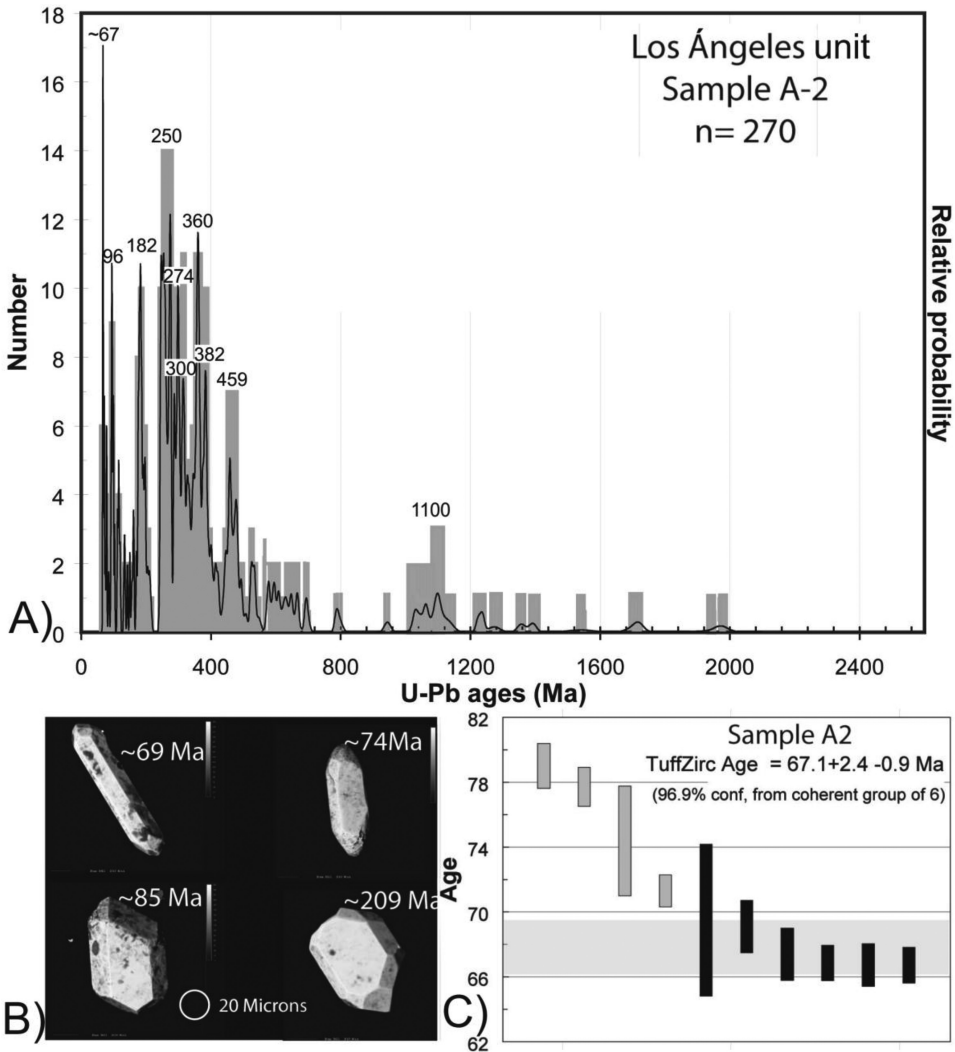 18
16
14
12
10
8
6
4
2
0
Number
~67
96
182
250
274
300
360
382
459
1100
Los Ángeles unit
Sample A-2
n= 270
Relative probability
0 400 800 1200 1600 2000 2400
U-Pb ages (Ma)
A)
~69 Ma
~74Ma
~85 Ma
~209 Ma
20 Microns
B)
82
78
74
70
66
62
Age
Sample A2
TuffZirc Age = 67.1+2.4 -0.9 Ma
(96.9% conf, from coherent group of 6)
C)